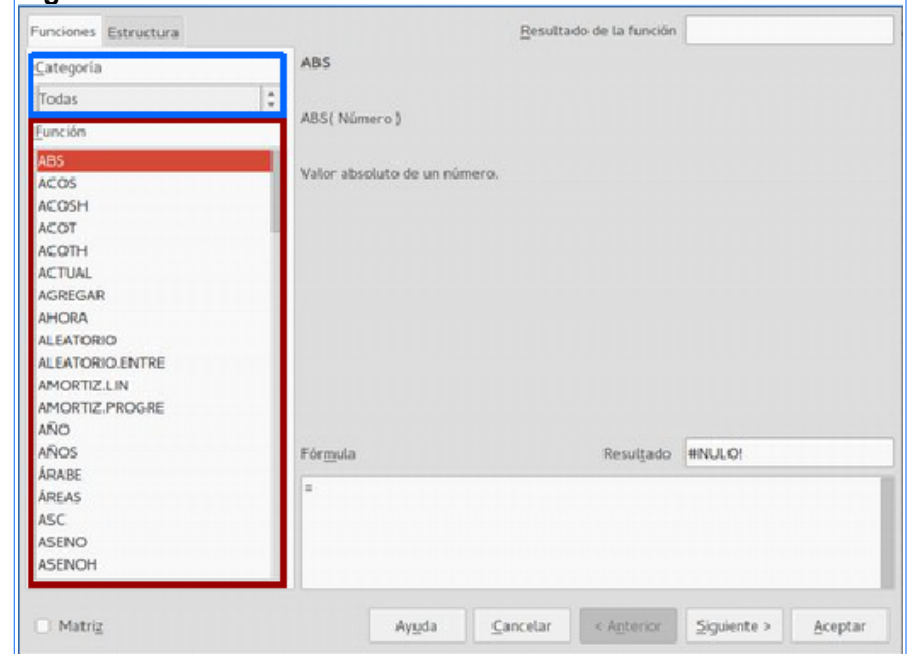 Funciones Estructura
Resultado de la función
Categoría
Todas
Función
ABS
ACOS
ACOSH
ACOT
ACOTH
ACTUAL
AGREGAR
AHORA
ALEATORIO
ALEATORIO.ENTRE
AMORTIZ.LIN
AMORTIZ.PROGRE
AÑO
AÑOS
ÁRABE
ÁREAS
ASC
ASENO
ASENOH
ABS
ABS( Número )
Valor absoluto de un número.
Fórmula
Resultado #NULO!
=
Matriz
Ayuda Cancelar < Anterior Siguiente > Aceptar